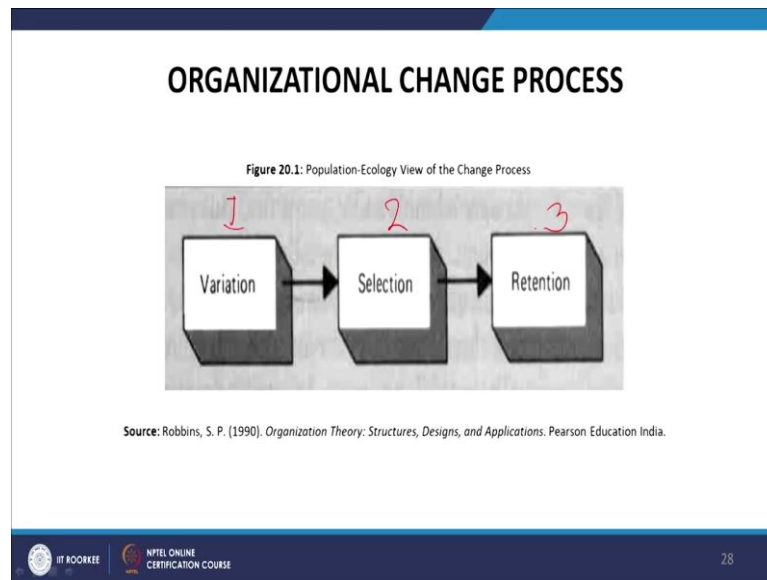 ORGANIZATIONAL CHANGE PROCESS
Figure 20.1: Population-Ecology View of the Change Process
1 2 3
Variation Selection Retention
Source: Robbins, S. P. (1990). Organization Theory: Structures, Designs, and Applications. Pearson Education India.
IIT ROORKEE
NPTEL ONLINE
CERTIFICATION COURSE
28